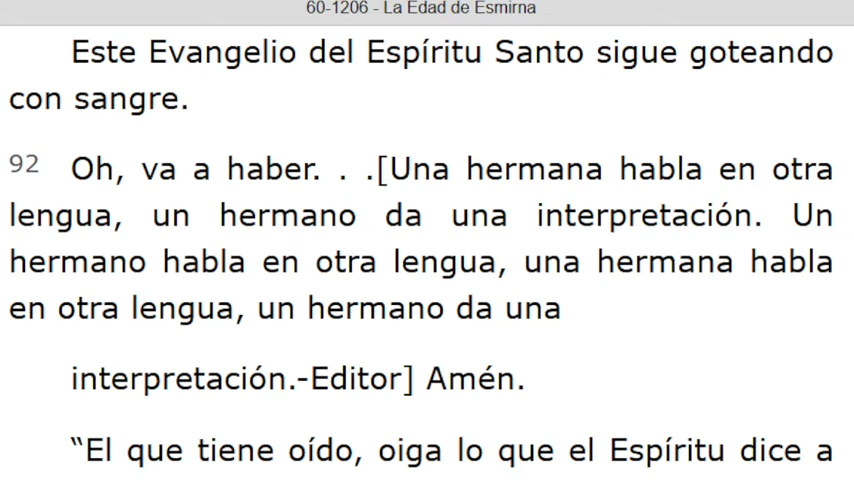 60-1206 - La Edad de Esmirna
Este Evangelio del Espíritu Santo sigue goteando
con sangre.
92 Oh, va a haber. . .[Una hermana habla en otra
lengua, un hermano da una interpretación. Un
hermano habla en otra lengua, una hermana habla
en otra lengua, un hermano da una
interpretación.-Editor] Amén.
“El que tiene oído, oiga lo que el Espíritu dice a